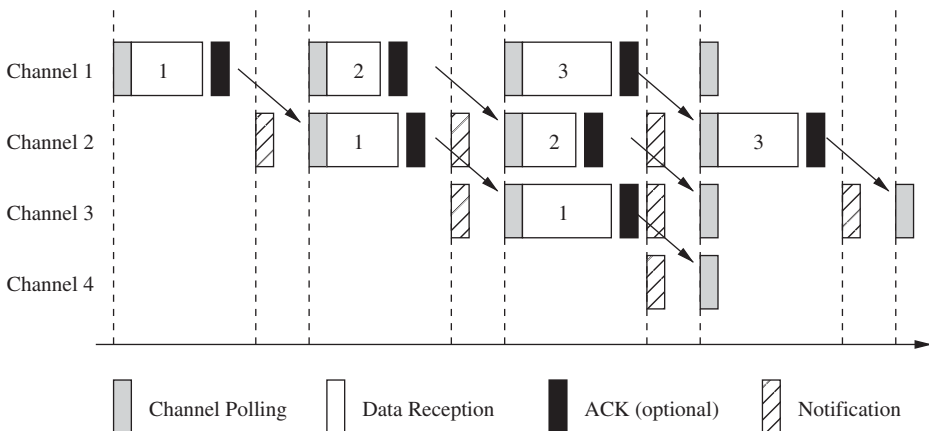 Channel 1
1
2
3
Channel 2
1
2
3
Channel 3
1
Channel 4
Channel Polling
Data Reception
ACK (optional)
Notification